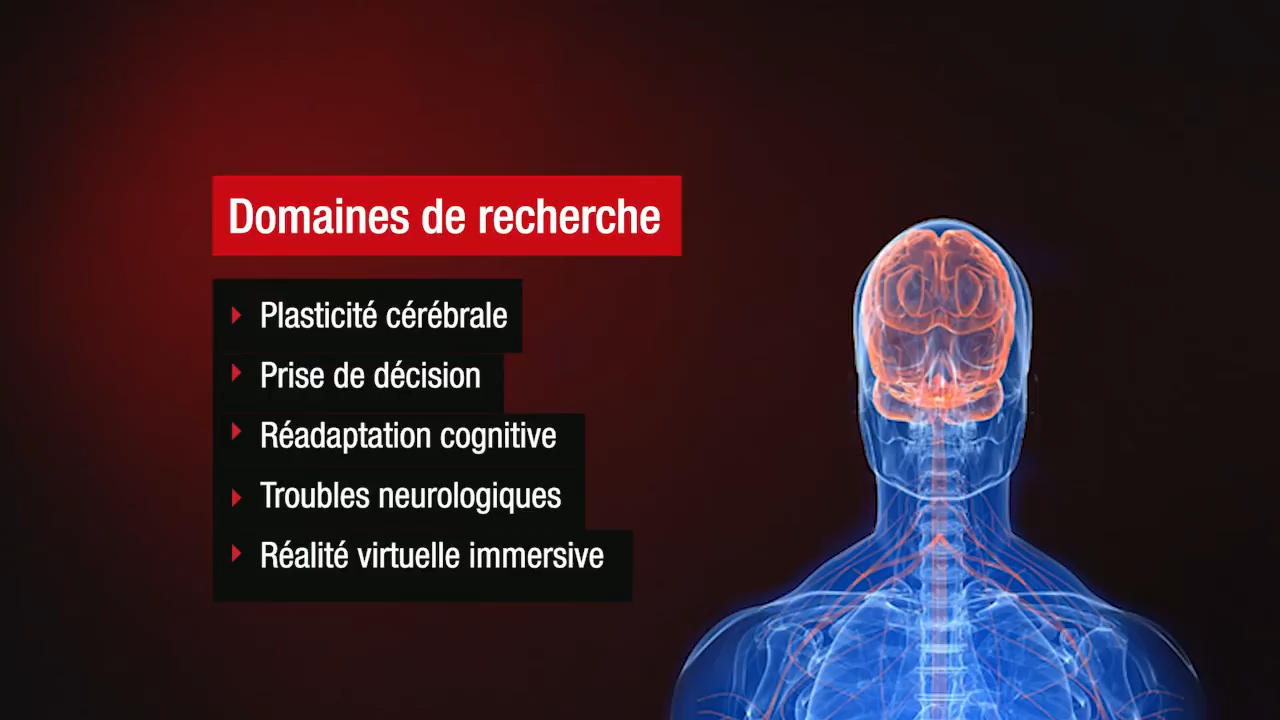 Domaines de recherche
Plasticité cérébrale
Prise de décision
Réadaptation cognitive
Troubles neurologiques
Réalité virtuelle immersive